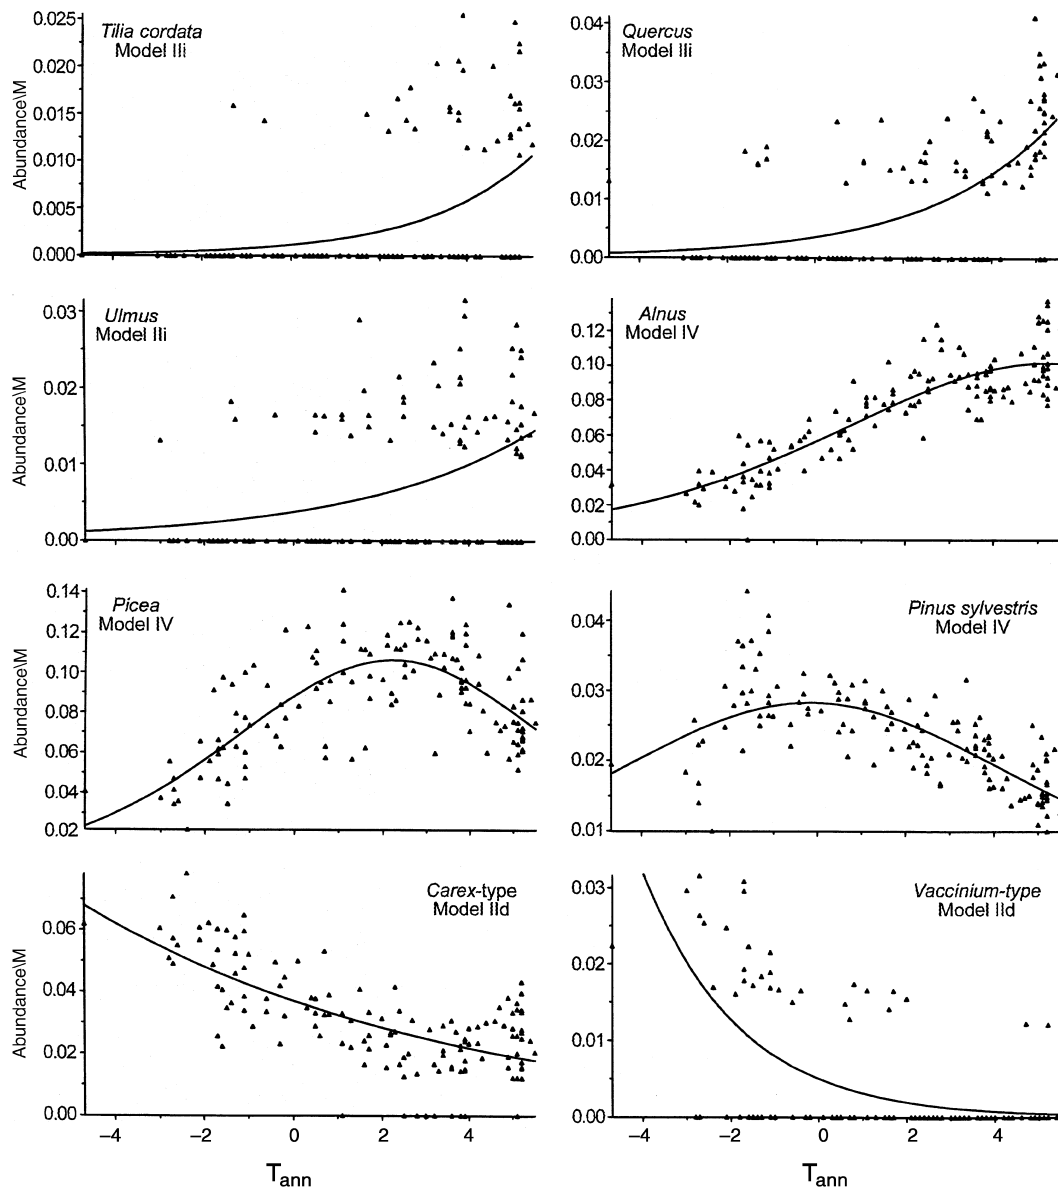 Tilia cordata
Model IIi
0.025
0.020
0.015
0.010
0.005
0.000
Abundance\M
Quercus
Model IIi
0.04
0.03
0.02
0.01
0.00
Ulmus
Model IIi
0.03
0.02
0.01
0.00
Abundance\M
Alnus
Model IV
0.12
0.10
0.08
0.06
0.04
0.02
0.00
Picea
Model IV
0.14
0.12
0.10
0.08
0.06
0.04
0.02
Abundance\M
Pinus sylvestris
Model IV
0.04
0.03
0.02
0.01
Carex-type
Model IId
0.06
0.04
0.02
0.00
Abundance\M
−4 −2 0 2 4
Tann
Vaccinium-type
Model IId
0.03
0.02
0.01
0.00
−4 −2 0 2 4
Tann